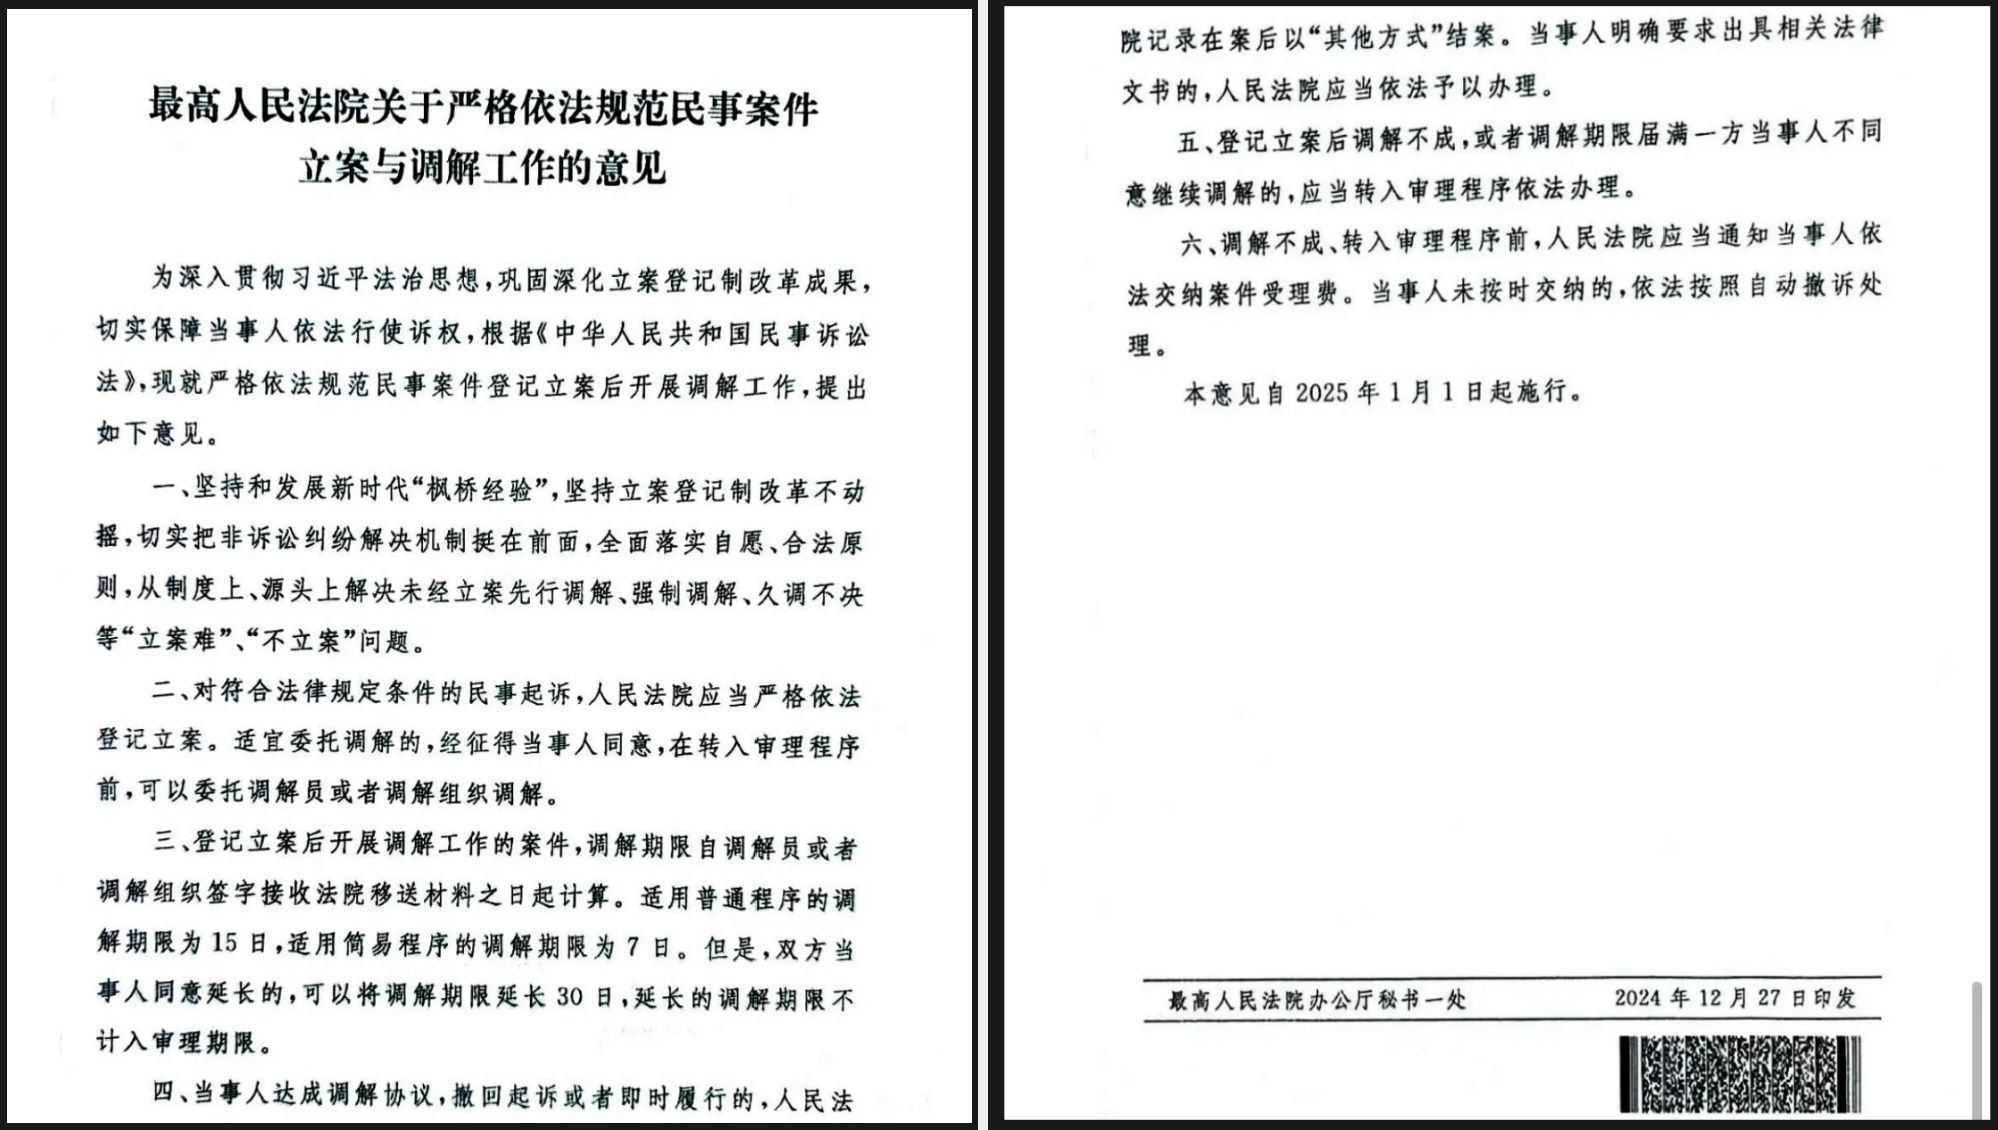 最高人民法院关于严格依法规范民事案件
立案与调解工作的意见
为深入贯彻习近平法治思想,巩固深化立案登记制改革成果,
切实保障当事人依法行使诉权,根据《中华人民共和国民事诉讼
法》,现就严格依法规范民事案件登记立案后开展调解工作,提出
如下意见。
一、坚持和发展新时代“枫桥经验”,坚持立案登记制改革不动
摇,切实把非诉讼纠纷解决机制挺在前面,全面落实自愿、合法原
则,从制度上、源头上解决未经立案先行调解、强制调解、久调不决
等“立案难”、“不立案”问题。
二、对符合法律规定条件的民事起诉,人民法院应当严格依法
登记立案。适宜委托调解的,经征得当事人同意,在转入审理程序
前,可以委托调解员或者调解组织调解。
三、登记立案后开展调解工作的案件,调解期限自调解员或者
调解组织签字接收法院移送材料之日起计算。适用普通程序的调
解期限为15日,适用简易程序的调解期限为7日。但是,双方当
事人同意延长的,可以将调解期限延长30日,延长的调解期限不
计入审理期限。
四、当事人达成调解协议,撤回起诉或者即时履行的,人民法
院记录在案后以“其他方式”结案。当事人明确要求出具相关法律
文书的,人民法院应当依法予以办理。
五、登记立案后调解不成,或者调解期限届满一方当事人不同
意继续调解的,应当转入审理程序依法办理。
六、调解不成、转入审理程序前,人民法院应当通知当事人依
法交纳案件受理费。当事人未按时交纳的,依法按照自动撤诉处
理。
本意见自2025年1月1日起施行。
最高人民法院办公厅秘书一处 2024年12月27日印发